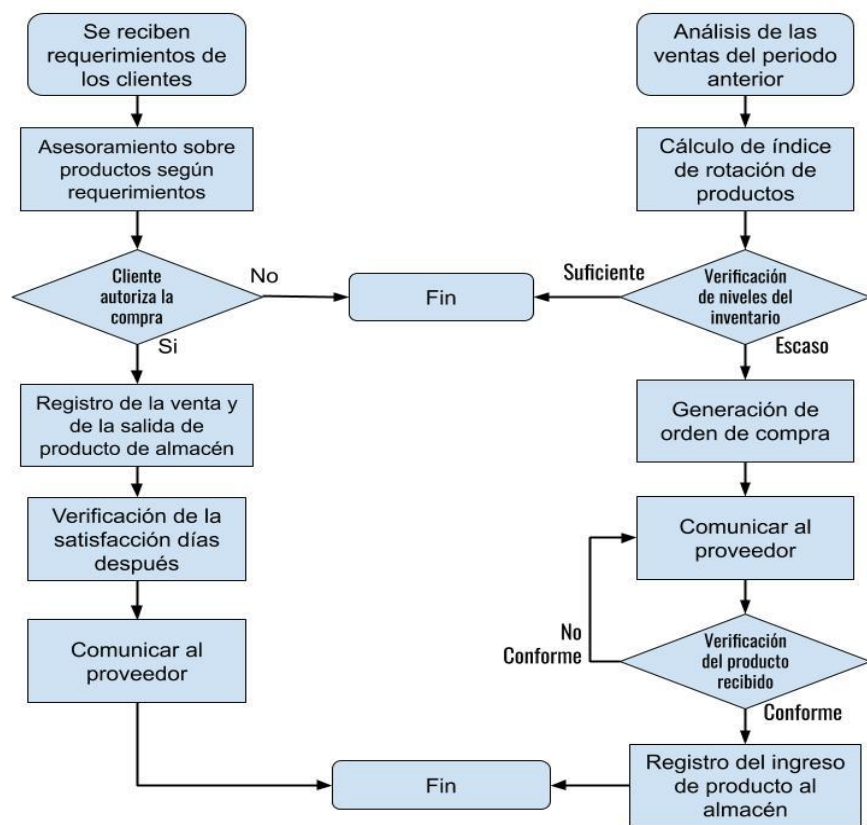 Se reciben
requerimientos de
los clientes
Asesoramiento sobre
productos según
requerimientos
Cliente
autoriza la
compra
No
Si
Registro de la venta y
de la salida de
producto de almacén
Verificación de la
satisfacción días
después
Comunicar al
proveedor
Fin
Análisis de las
ventas del periodo
anterior
Cálculo de índice
de rotación de
productos
Suficiente
Verificación
de niveles del
inventario
Escaso
Generación de
orden de compra
Comunicar al
proveedor
No
Conforme
Verificación
del producto
recibido
Conforme
Registro del ingreso
de producto al
almacén
Fin